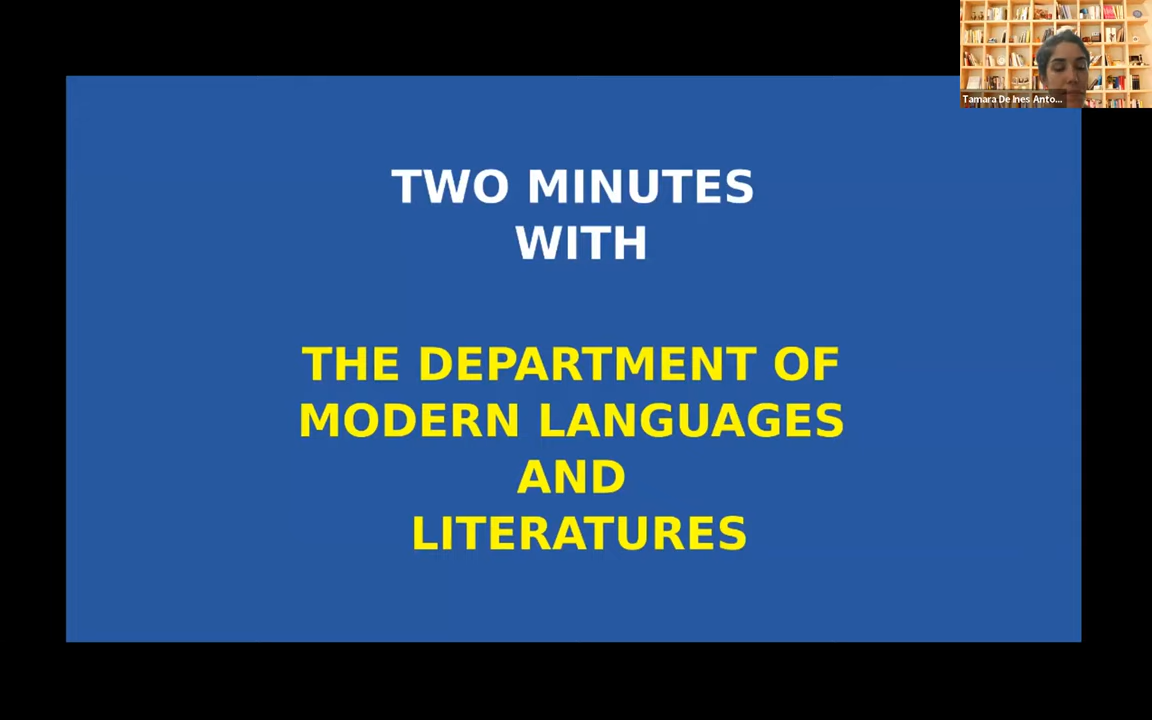 Tamara De Ines Anto...
TWO MINUTES
WITH
THE DEPARTMENT OF
MODERN LANGUAGES
AND
LITERATURES